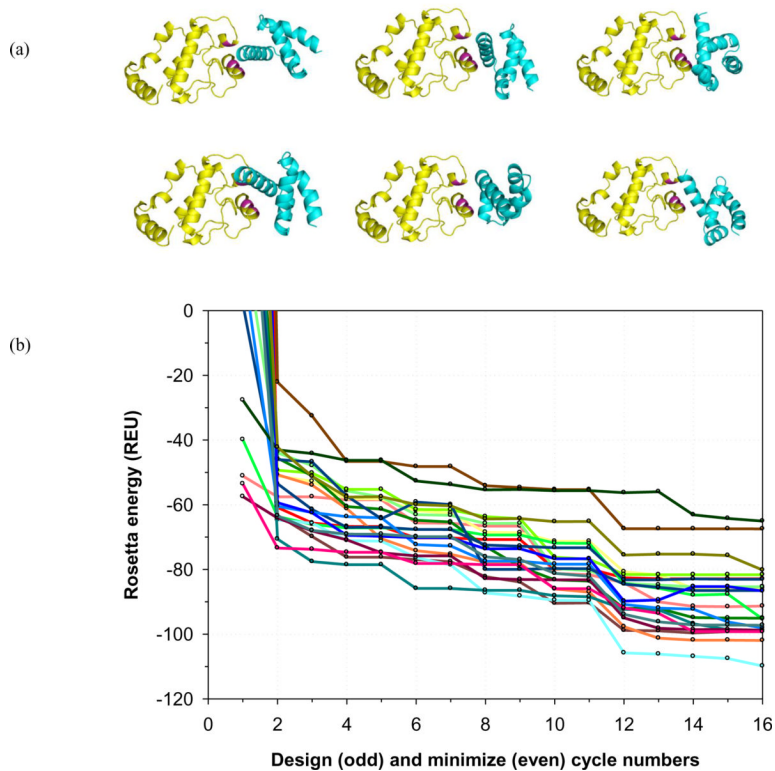 (a)
(b)
0
-20
-40
-60
-80
-100
-120
Rosetta energy (REU)
0 2 4 6 8 10 12 14 16
Design (odd) and minimize (even) cycle numbers